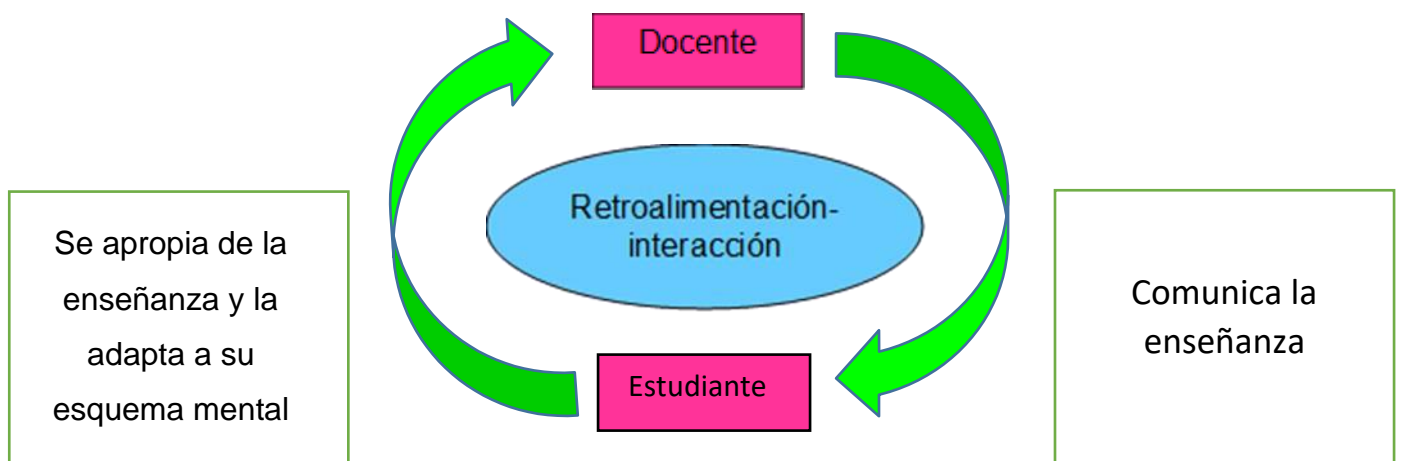 Docente
Retroalimentación-
interacción
Se apropia de la
enseñanza y la
adapta a su
esquema mental
Comunica la
enseñanza
Estudiante